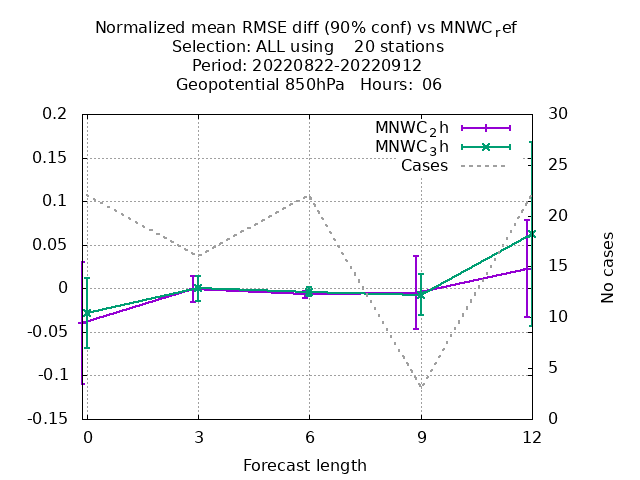 Normalized mean RMSE diff (90% conf) vs MNWC_ref
Selection: ALL using    20 stations
Period: 20220822-20220912
Geopotential 850hPa   Hours:  06
0.2
0.15
0.1
0.05
0
-0.05
-0.1
-0.15
30
25
20
15
10
5
0
MNWC_2h
MNWC_3h
Cases
No cases
0 3 6 9 12
Forecast length